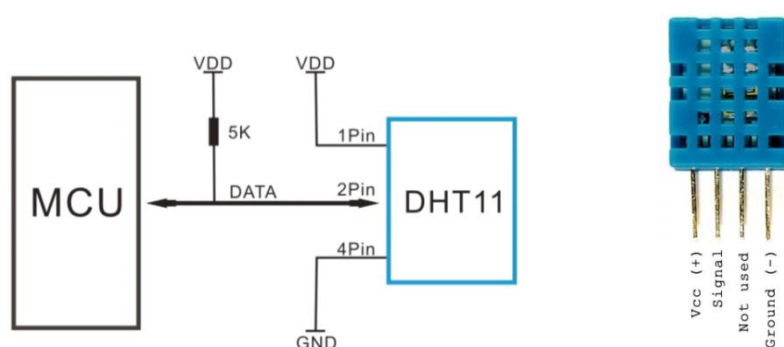 VDD
VDD
5K
1Pin
MCU
DATA
2Pin
DHT11
4Pin
GND
Vcc (+)
Signal
Not used
Ground (-)